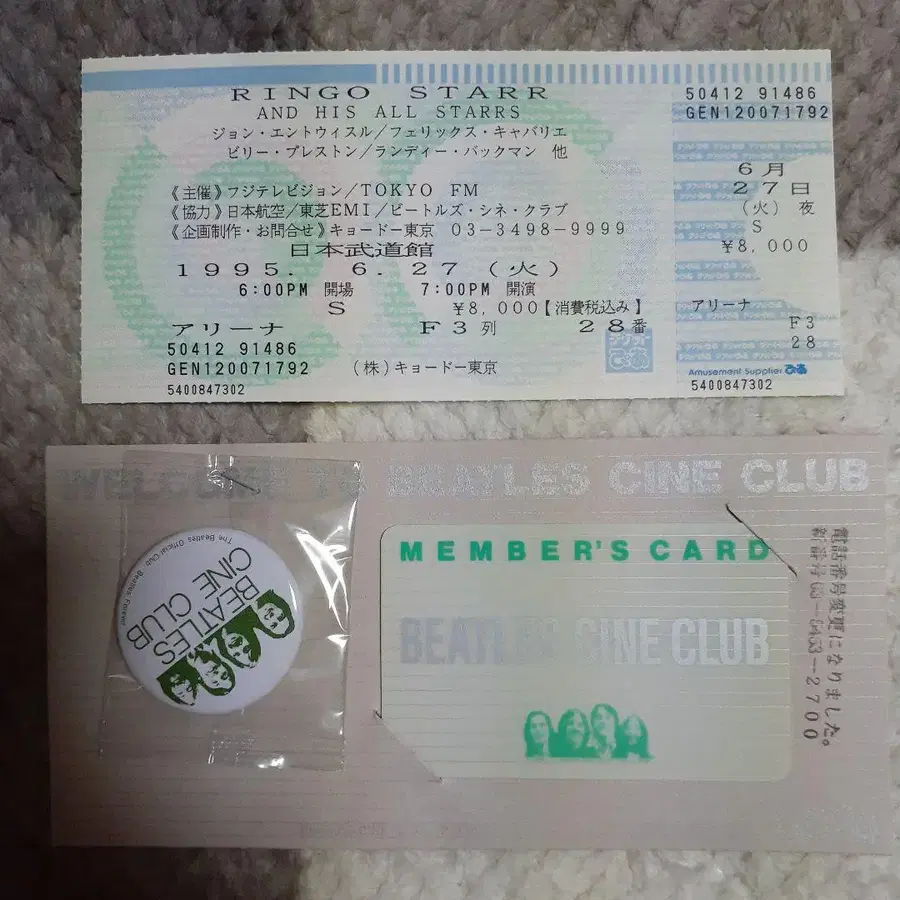 RINGO STARR
AND HIS ALL STARRS
ジョン・エントウィスル/フェリックス・キャバリエ
ビリー・プレストン/ランディー・バックマン 他
《主催》フジテレビジョン/TOKYO FM
《協力》日本航空/東芝EMI/ビートルズ・シネ・クラブ
《企画制作・お問合せ》キョードー東京 03-3498-9999
日本武道館
1995. 6.27 (火)
6:00PM 開場 7:00PM 開演
S ¥8,000【消費税込み】
アリーナ F3列 28番
50412 91486
GEN120071792 (株)キョードー東京
5400847302
ぴあ
50412 91486
GEN120071792
6月
27日
(火) 夜
S
¥8,000
アリーナ
F3
28
Amusement Supplier ぴあ
5400847302
WELCOME TO BEATLES CINE CLUB
The Beatles Official Club Beatles Forever
BEATLES
CINE CLUB
MEMBER'S CARD
BEATLES CINE CLUB
電話番号変更になりました。